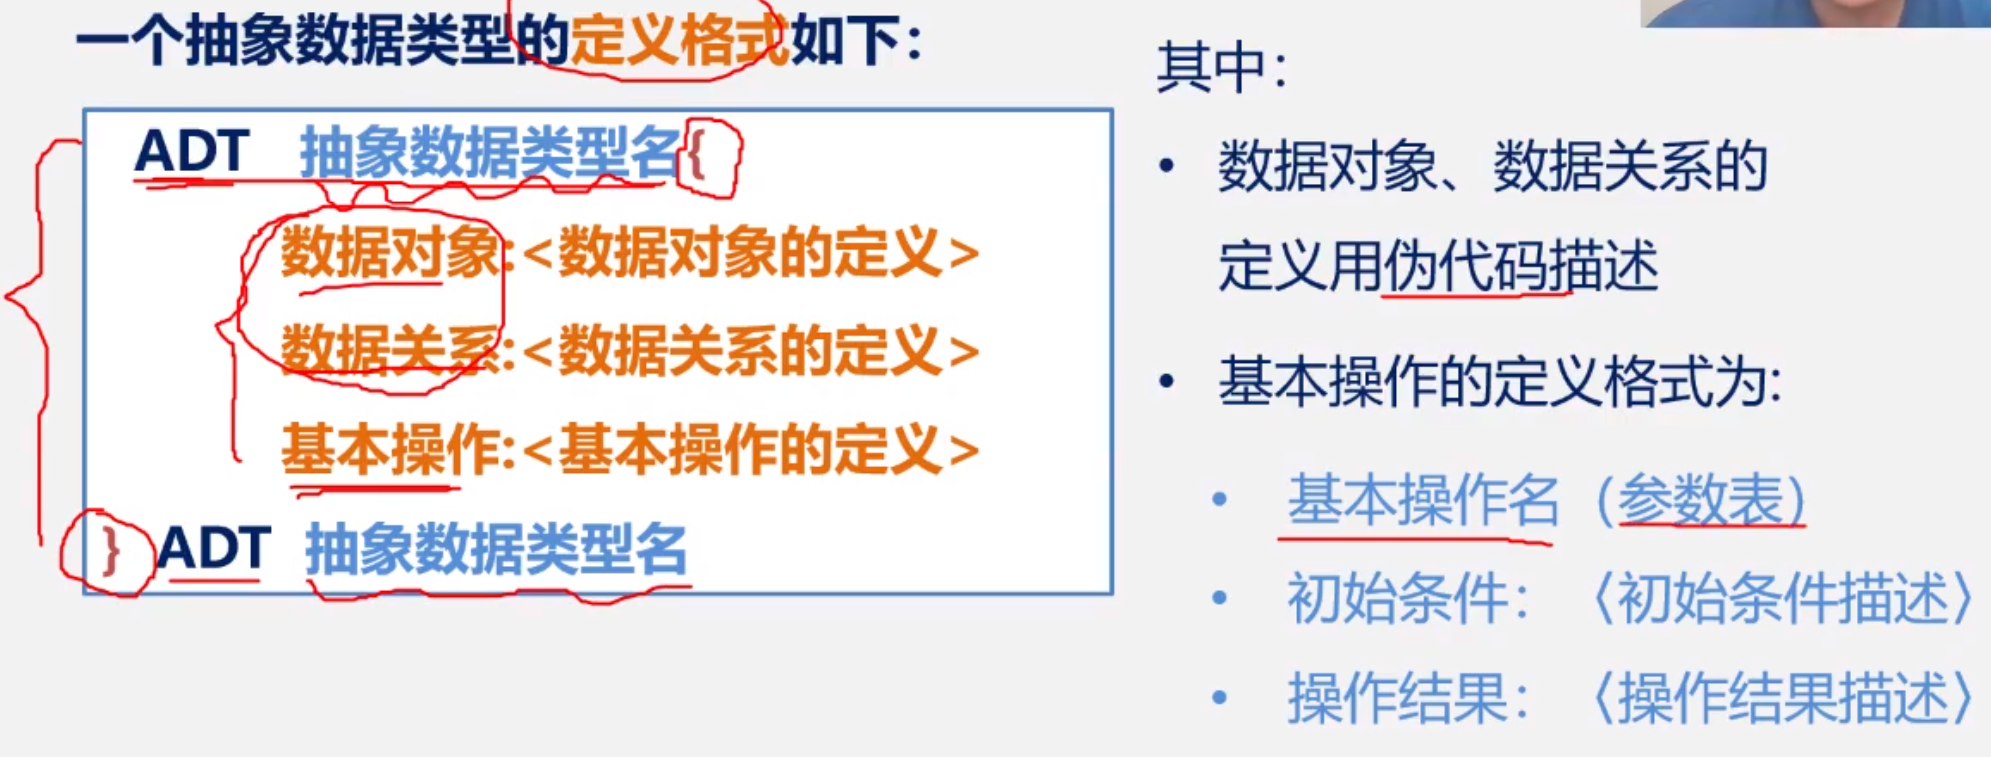 一个抽象数据类型的定义格式如下：
ADT 抽象数据类型名{
数据对象:<数据对象的定义>
数据关系:<数据关系的定义>
基本操作:<基本操作的定义>
} ADT 抽象数据类型名
其中：
• 数据对象、数据关系的
定义用伪代码描述
• 基本操作的定义格式为:
• 基本操作名（参数表）
• 初始条件：〈初始条件描述〉
• 操作结果：〈操作结果描述〉